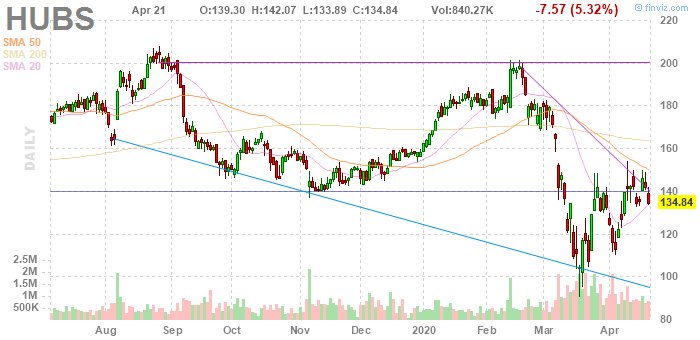 HUBS Apr 21 O:139.30 H:142.07 L:133.89 C:134.84 Vol:840.27K -7.57 (5.32%)
© finviz.com
SMA 50
SMA 200
SMA 20
DAILY
220
200
180
160
140
134.84
120
100
80
2.5M
2M
1.5M
1M
500K
Aug Sep Oct Nov Dec 2020 Feb Mar Apr